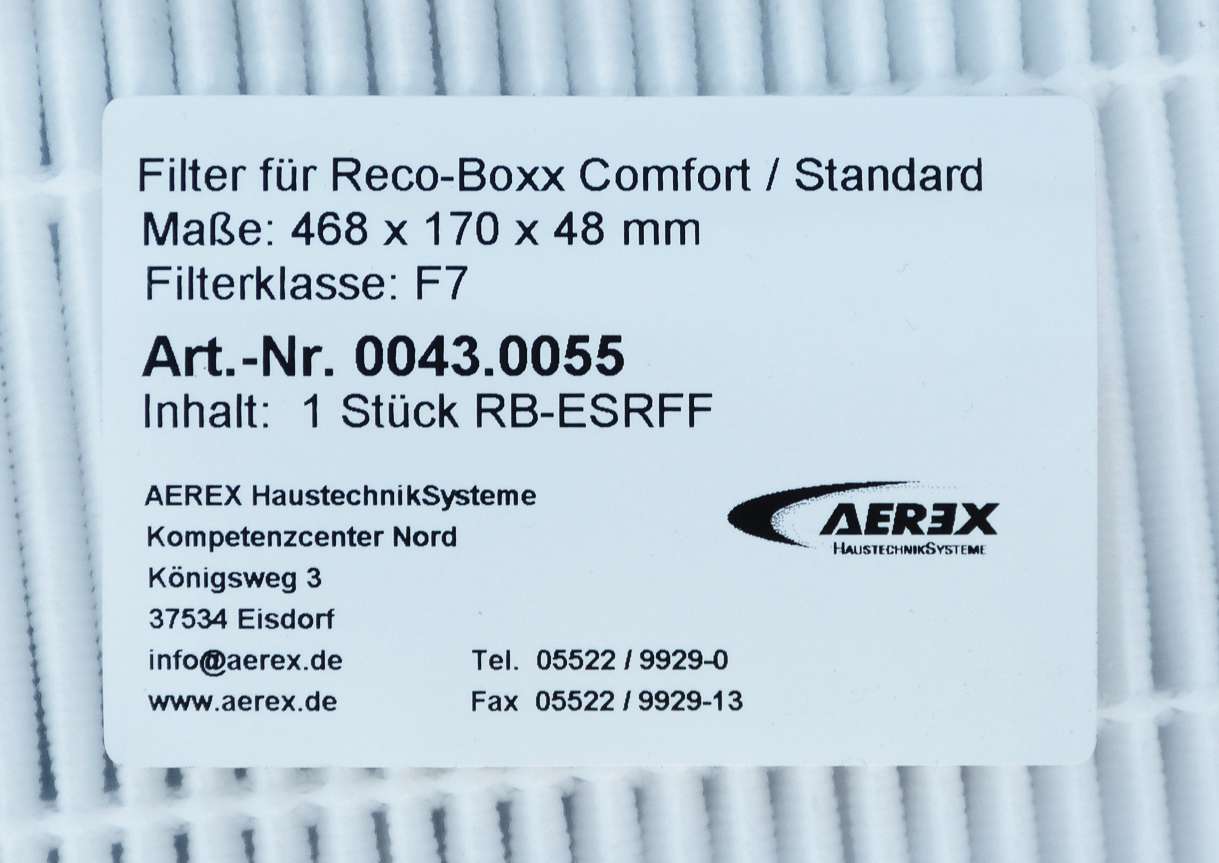 Filter für Reco-Boxx Comfort / Standard
Maße: 468 x 170 x 48 mm
Filterklasse: F7
Art.-Nr. 0043.0055
Inhalt: 1 Stück RB-ESRFF
AEREX HaustechnikSysteme
Kompetenzcenter Nord
Königsweg 3
37534 Eisdorf
info@aerex.de Tel. 05522 / 9929-0
www.aerex.de Fax 05522 / 9929-13
AEREX
HAUSTECHNIKSYSTEME